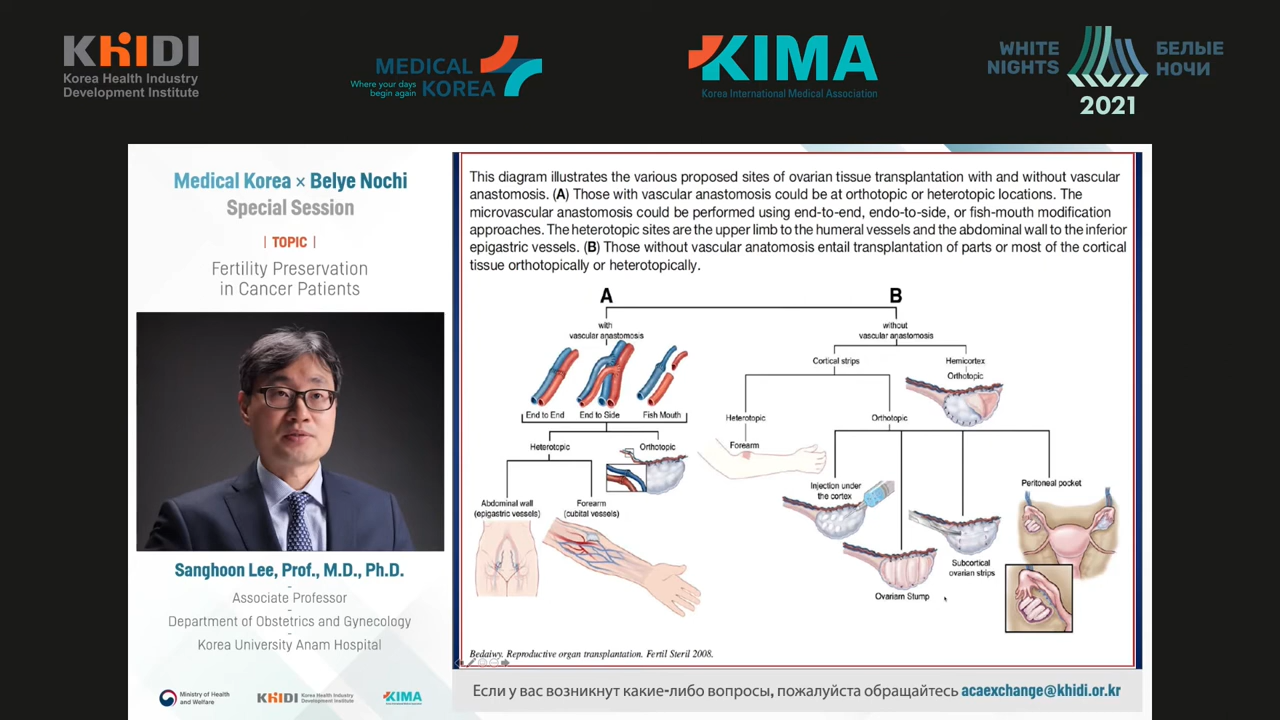 KHIDI
Korea Health Industry
Development Institute
MEDICAL
KOREA
Where your days
begin again
KIMA
Korea International Medical Association
WHITE
NIGHTS
БЕЛЫЕ
НОЧИ
2021
Medical Korea × Belye Nochi
Special Session
| TOPIC |
Fertility Preservation
in Cancer Patients
Sanghoon Lee, Prof., M.D., Ph.D.
Associate Professor
Department of Obstetrics and Gynecology
Korea University Anam Hospital
Ministry of Health
and Welfare
KHIDI
Korea Health Industry
Development Institute
KIMA
This diagram illustrates the various proposed sites of ovarian tissue transplantation with and without vascular
anastomosis. (A) Those with vascular anastomosis could be at orthotopic or heterotopic locations. The
microvascular anastomosis could be performed using end-to-end, endo-to-side, or fish-mouth modification
approaches. The heterotopic sites are the upper limb to the humeral vessels and the abdominal wall to the inferior
epigastric vessels. (B) Those without vascular anatomosis entail transplantation of parts or most of the cortical
tissue orthotopically or heterotopically.
A
B
with
vascular anastomosis
without
vascular anastomosis
End to End
End to Side
Fish Mouth
Heterotopic
Orthotopic
Abdominal wall
(epigastric vessels)
Forearm
(cubital vessels)
Cortical strips
Hemicortex
Orthotopic
Heterotopic
Orthotopic
Forearm
Injection under
the cortex
Peritoneal pocket
Subcortical
ovarian strips
Ovariam Stump
Bedaiwy. Reproductive organ transplantation. Fertil Steril 2008.
Если у вас возникнут какие-либо вопросы, пожалуйста обращайтесь acaexchange@khidi.or.kr